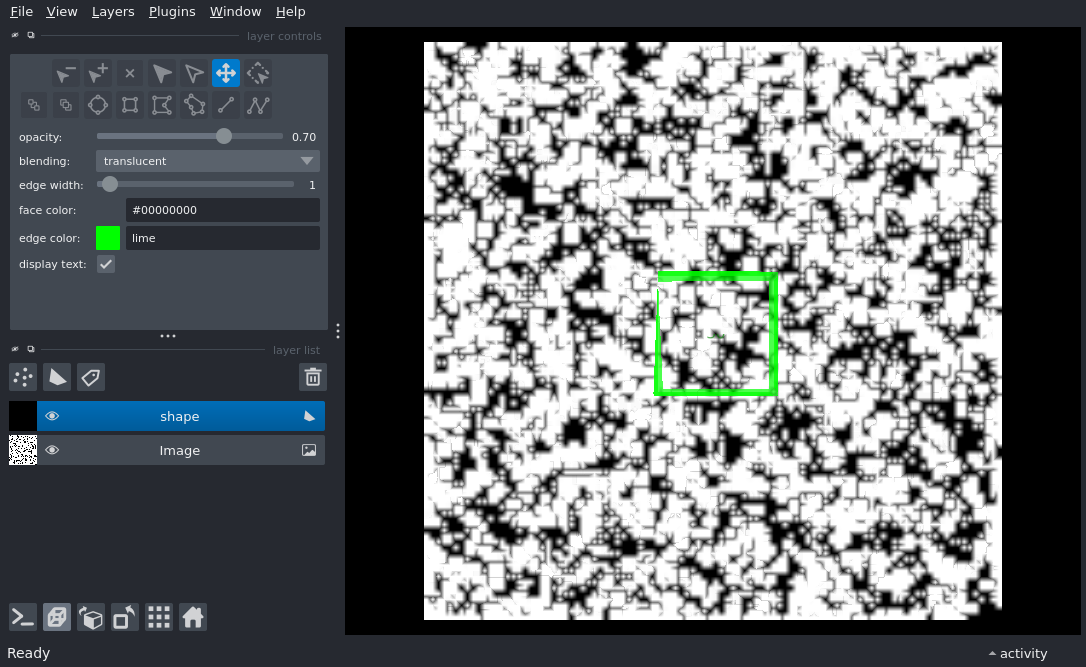 File View Layers Plugins Window Help
layer controls
opacity: 0.70
blending: translucent
edge width: 1
face color: #00000000
edge color: lime
display text:
layer list
shape
Image
Ready
activity